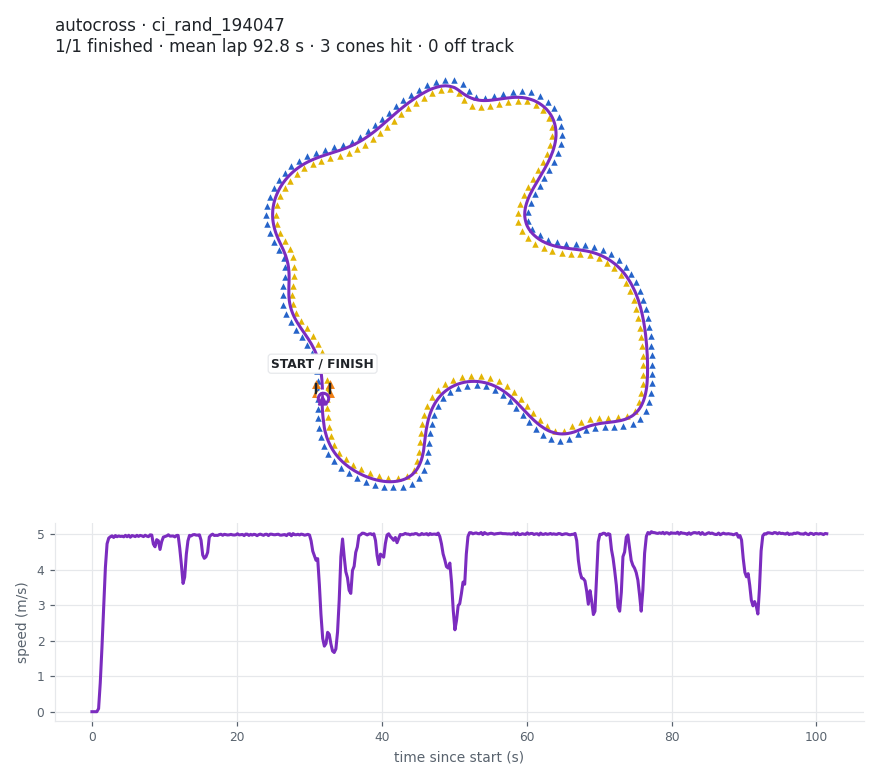 autocross · ci_rand_194047
1/1 finished · mean lap 92.8 s · 3 cones hit · 0 off track
START / FINISH
5
4
3
2
1
0
speed (m/s)
0 20 40 60 80 100
time since start (s)